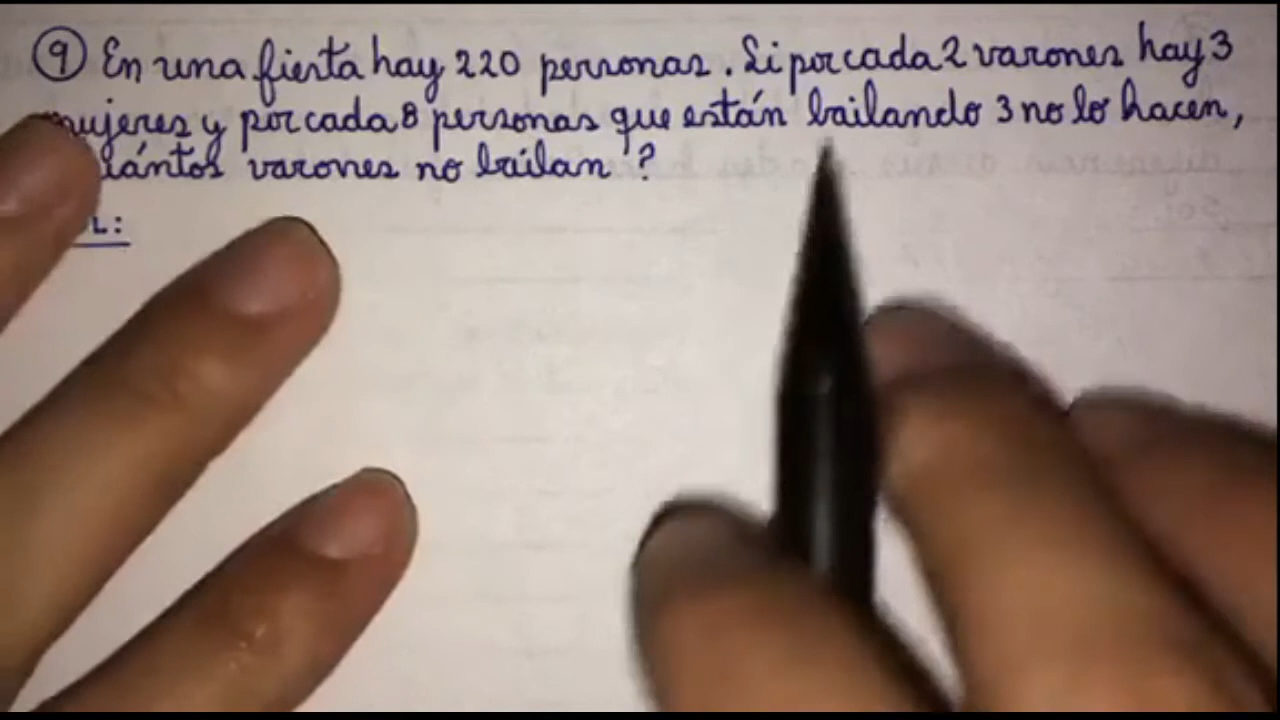 9 En una fiesta hay 220 personas. Si por cada 2 varones hay 3
mujeres y por cada 8 personas que están bailando 3 no lo hacen,
varones no bailan?